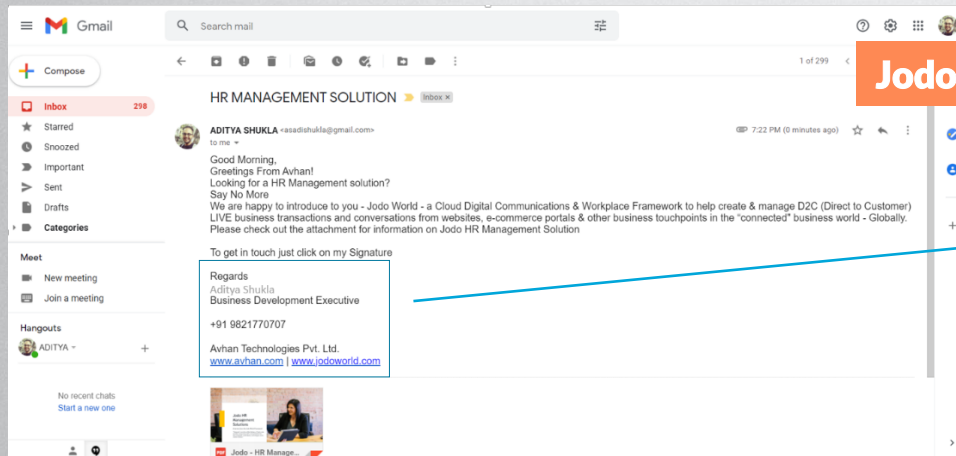 Gmail
Search mail
Compose
1 of 299
Jodo
HR MANAGEMENT SOLUTION
Inbox x
Inbox 298
Starred
Snoozed
Important
Sent
Drafts
Categories
Meet
New meeting
Join a meeting
Hangouts
ADITYA
No recent chats
Start a new one
ADITYA SHUKLA <asadishukla@gmail.com>
7:22 PM (0 minutes ago)
to me
Good Morning,
Greetings From Avhan!
Looking for a HR Management solution?
Say No More
We are happy to introduce to you - Jodo World - a Cloud Digital Communications & Workplace Framework to help create & manage D2C (Direct to Customer)
LIVE business transactions and conversations from websites, e-commerce portals & other business touchpoints in the “connected” business world - Globally.
Please check out the attachment for information on Jodo HR Management Solution
To get in touch just click on my Signature
Regards
Aditya Shukla
Business Development Executive
+91 9821770707
Avhan Technologies Pvt. Ltd.
www.avhan.com | www.jodoworld.com
Jodo HR
Management
Solutions
PDF Jodo - HR Manage...